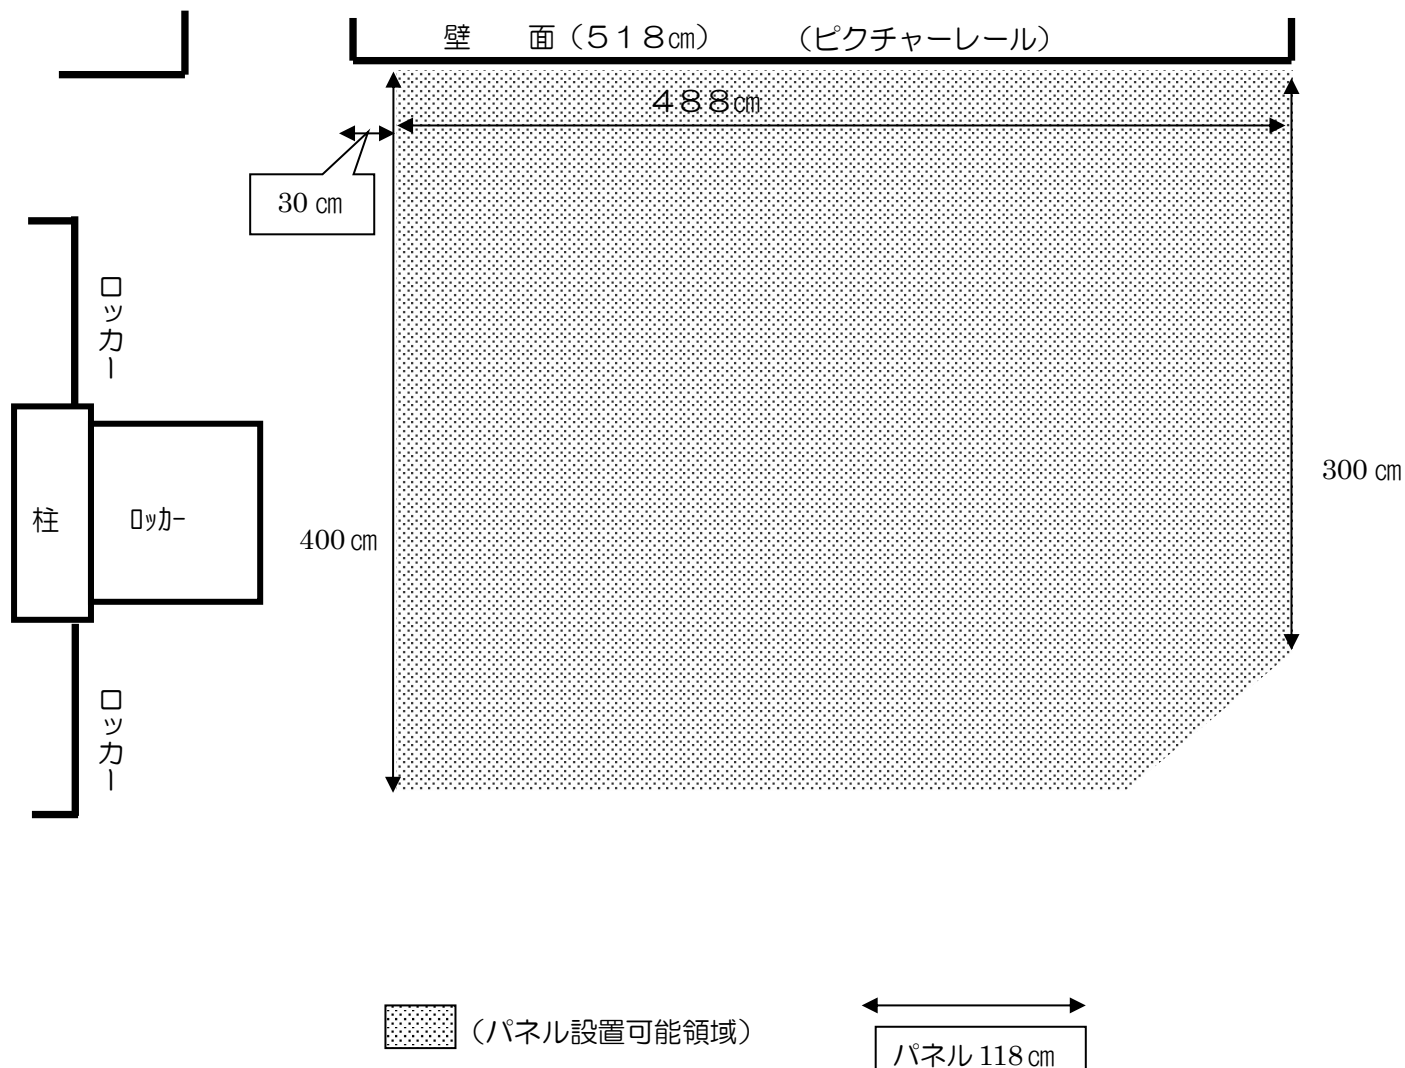 壁　面（５１８㎝）　（ピクチャーレール）
４８８㎝
30 ㎝
ロッカー
300 ㎝
柱
ﾛｯｶｰ
400 ㎝
ロッカー
（パネル設置可能領域）
パネル 118 ㎝